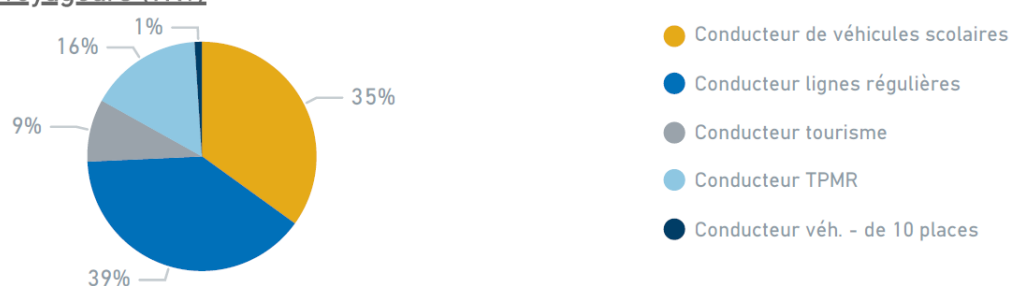 1%
16%
35%
9%
39%
Conducteur de véhicules scolaires
Conducteur lignes régulières
Conducteur tourisme
Conducteur TPMR
Conducteur véh. - de 10 places